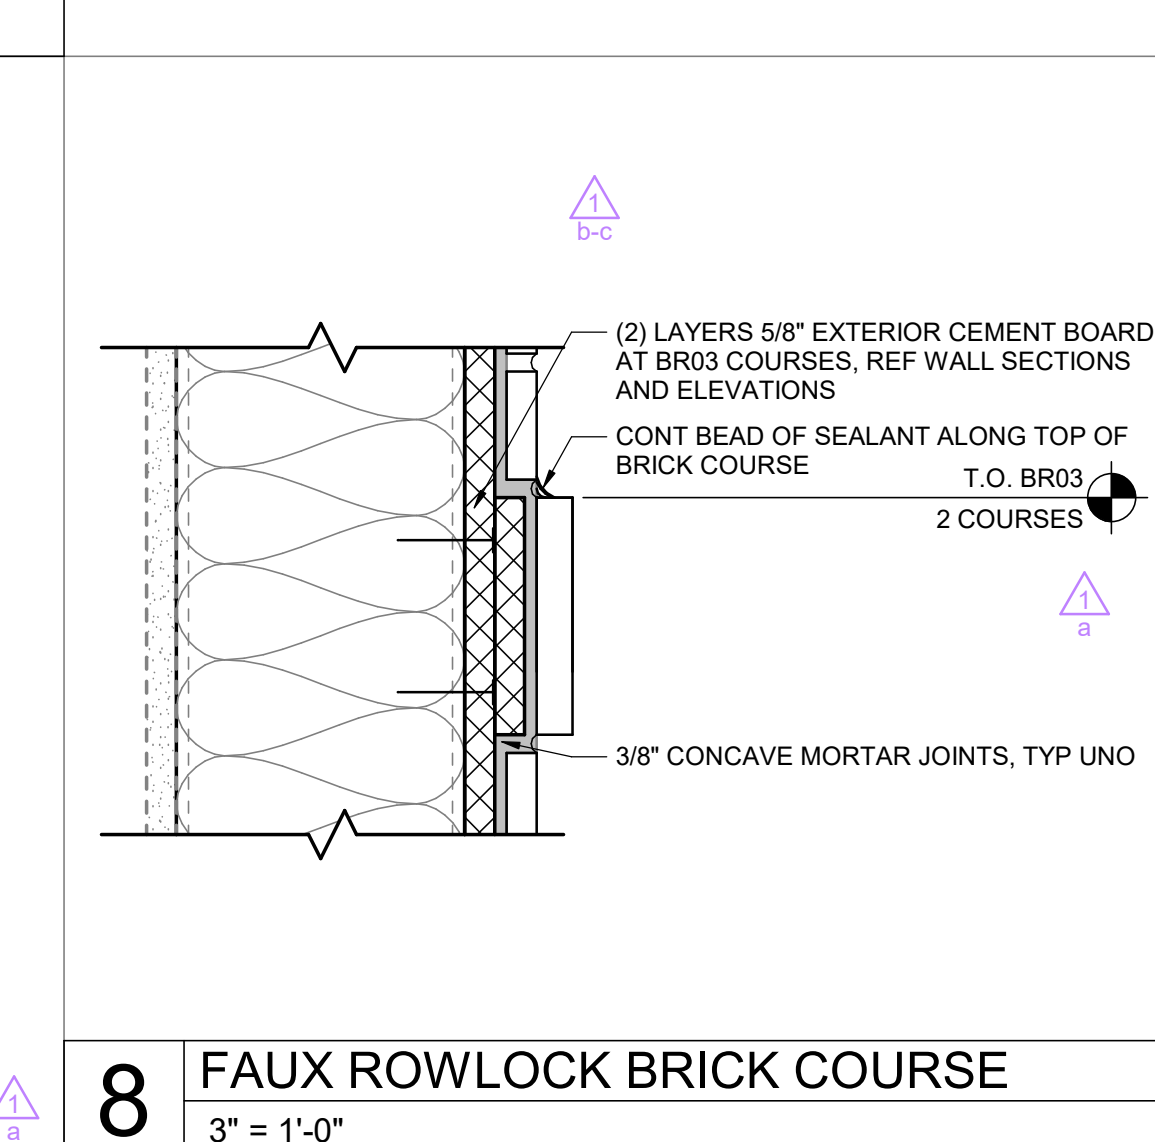 1
b-c
(2) LAYERS 5/8" EXTERIOR CEMENT BOARD
AT BR03 COURSES, REF WALL SECTIONS
AND ELEVATIONS
CONT BEAD OF SEALANT ALONG TOP OF
BRICK COURSE
T.O. BR03
2 COURSES
1
a
3/8" CONCAVE MORTAR JOINTS, TYP UNO
1
a
8
FAUX ROWLOCK BRICK COURSE
3" = 1'-0"